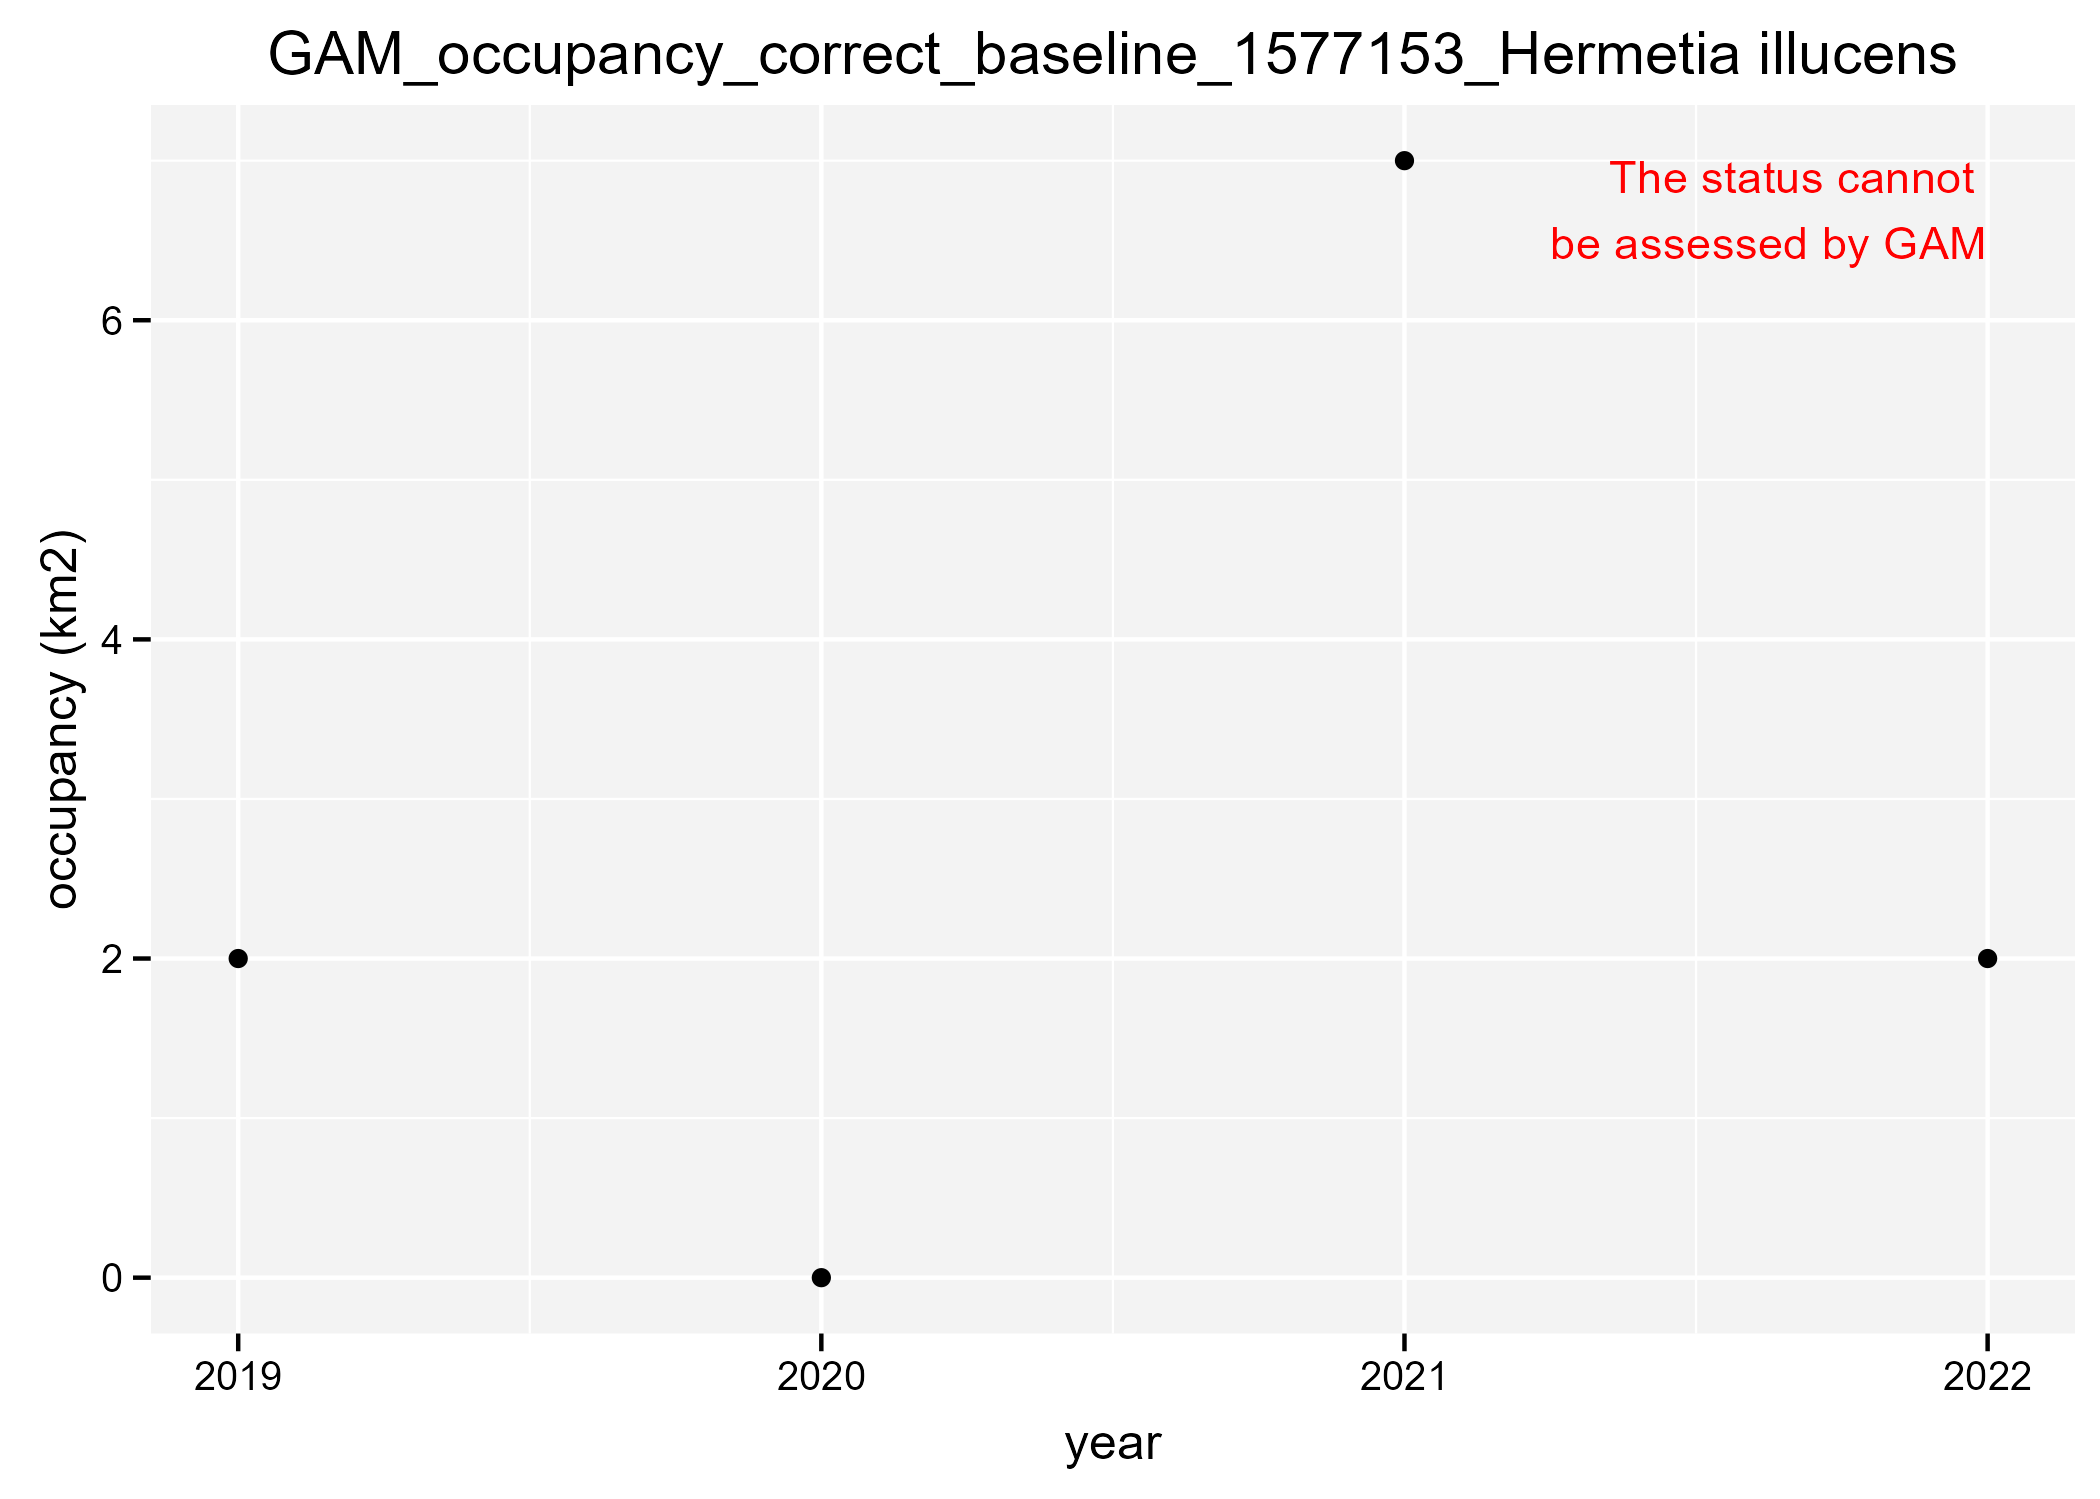 GAM_occupancy_correct_baseline_1577153_Hermetia illucens
The status cannot
be assessed by GAM
occupancy (km2)
6
4
2
0
2019 2020 2021 2022
year